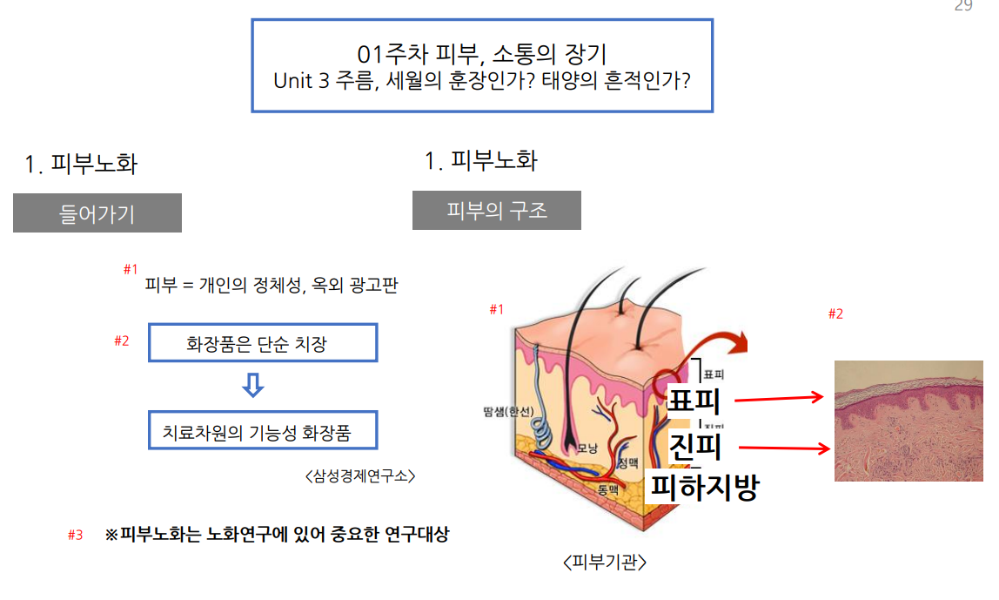 29
01주차 피부, 소통의 장기
Unit 3 주름, 세월의 훈장인가? 태양의 흔적인가?
1. 피부노화
들어가기
#1
피부 = 개인의 정체성, 옥외 광고판
#2
화장품은 단순 치장
치료차원의 기능성 화장품
<삼성경제연구소>
#3 ※피부노화는 노화연구에 있어 중요한 연구대상
1. 피부노화
피부의 구조
#1
표피
표피
땀샘(한선)
진피
모낭
정맥
피하지방
동맥
<피부기관>
#2